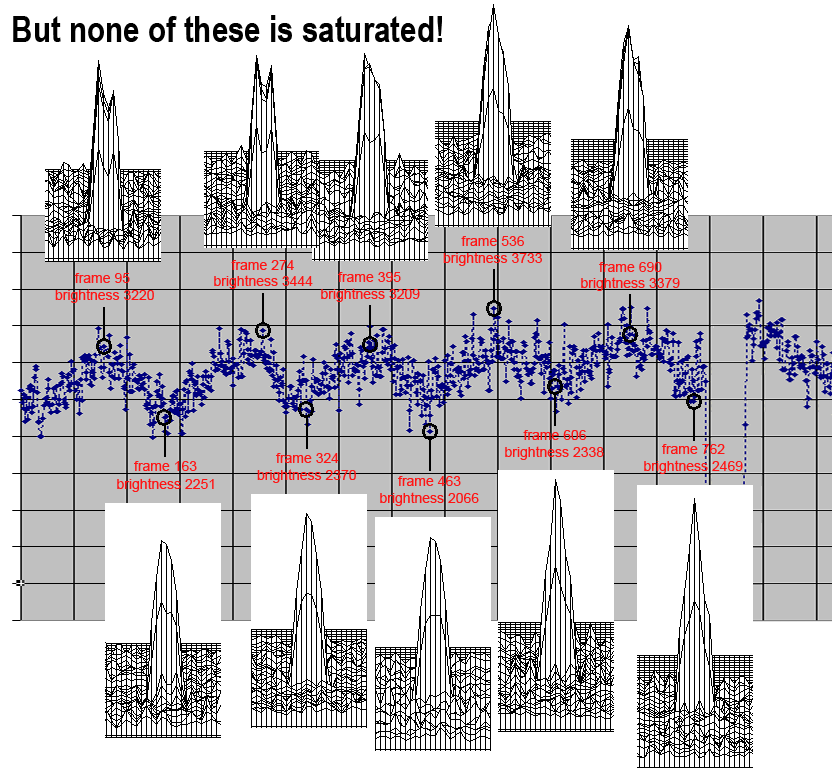 But none of these is saturated!
frame 536
brightness 3733
frame 274
brightness 3444
frame 690
brightness 3379
frame 95
brightness 3220
frame 395
brightness 3209
frame 606
brightness 2338
frame 324
brightness 2370
frame 762
brightness 2469
frame 163
brightness 2251
frame 463
brightness 2066